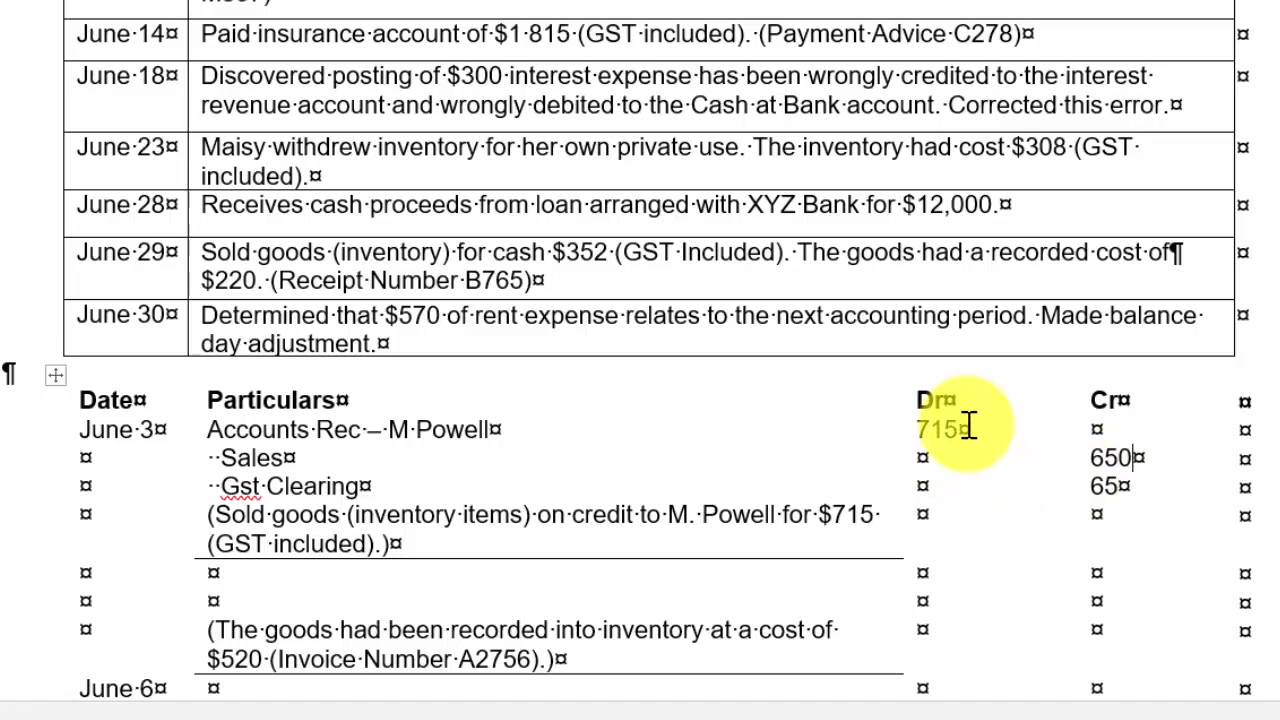 June·14¤ Paid·insurance·account·of·$1·815·(GST·included).·(Payment·Advice·C278)¤ ¤
June·18¤ Discovered·posting·of·$300·interest·expense·has·been·wrongly·credited·to·the·interest· ¤
revenue·account·and·wrongly·debited·to·the·Cash·at·Bank·account.··Corrected·this·error.¤
June·23¤ Maisy·withdrew·inventory·for·her·own·private·use.··The·inventory·had·cost·$308·(GST· ¤
included).¤
June·28¤ Receives·cash·proceeds·from·loan·arranged·with·XYZ·Bank·for·$12,000.¤ ¤
June·29¤ Sold·goods·(inventory)·for·cash·$352·(GST·Included).··The·goods·had·a·recorded·cost·of¶ ¤
$220.·(Receipt·Number·B765)¤
June·30¤ Determined·that·$570·of·rent·expense·relates·to·the·next·accounting·period.··Made·balance· ¤
day·adjustment.¤
¶
Date¤ Particulars¤ Dr¤ Cr¤ ¤
June·3¤ Accounts·Rec·–··M·Powell¤ 715¤ ¤ ¤
¤ ··Sales¤ ¤ 650¤ ¤
¤ ··Gst·Clearing¤ ¤ 65¤ ¤
¤ (Sold·goods·(inventory·items)·on·credit·to·M.·Powell·for·$715· ¤ ¤ ¤
(GST·included).)¤
¤ ¤ ¤ ¤ ¤
¤ ¤ ¤ ¤ ¤
¤ (The·goods·had·been·recorded·into·inventory·at·a·cost·of· ¤ ¤ ¤
$520·(Invoice·Number·A2756).)¤
June·6¤ ¤ ¤ ¤ ¤